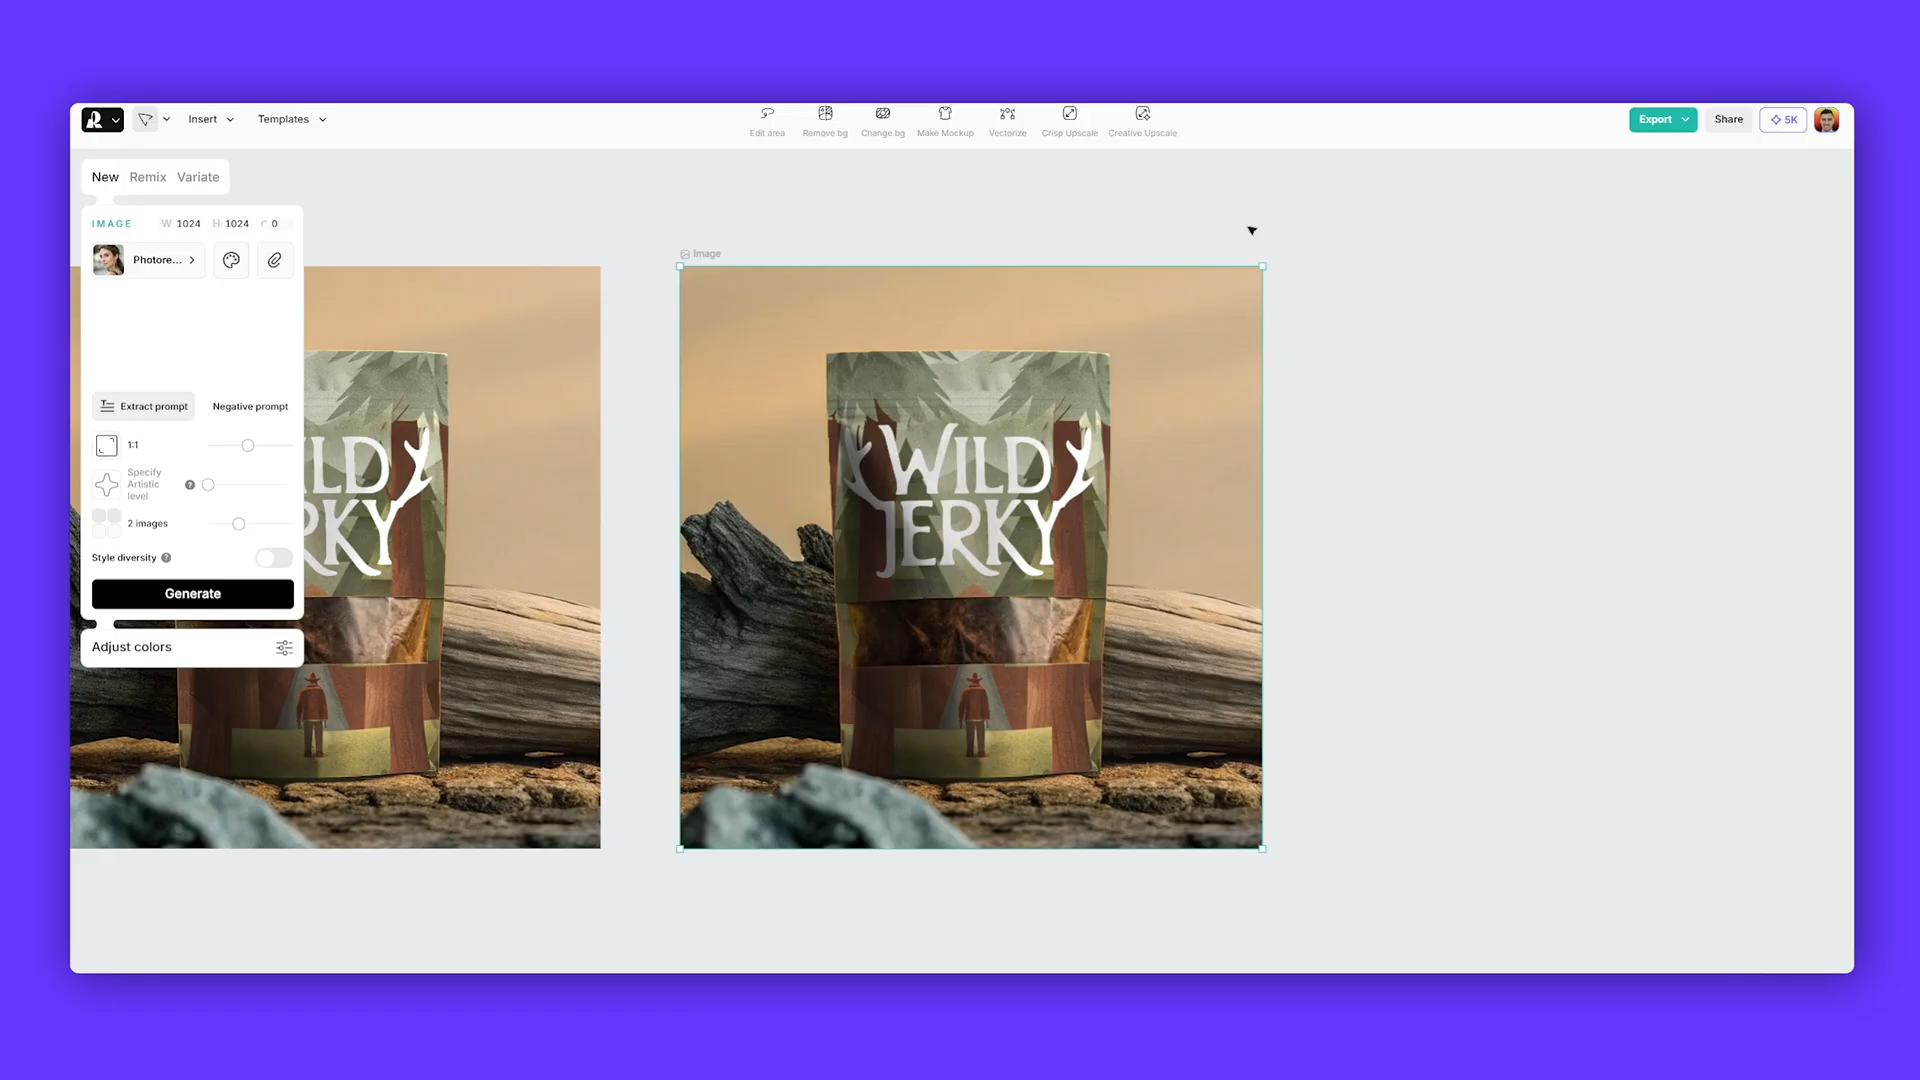 Insert
Templates
Edit area
Remove bg
Change bg
Make Mockup
Vectorize
Crisp Upscale
Creative Upscale
Export
Share
5K
New
Remix
Variate
IMAGE
W 1024
H 1024
0
Photore...
Extract prompt
Negative prompt
1:1
Specify
Artistic
level
?
2 images
Style diversity ?
Generate
Adjust colors
ILD
RKY
Image
WILD
JERKY